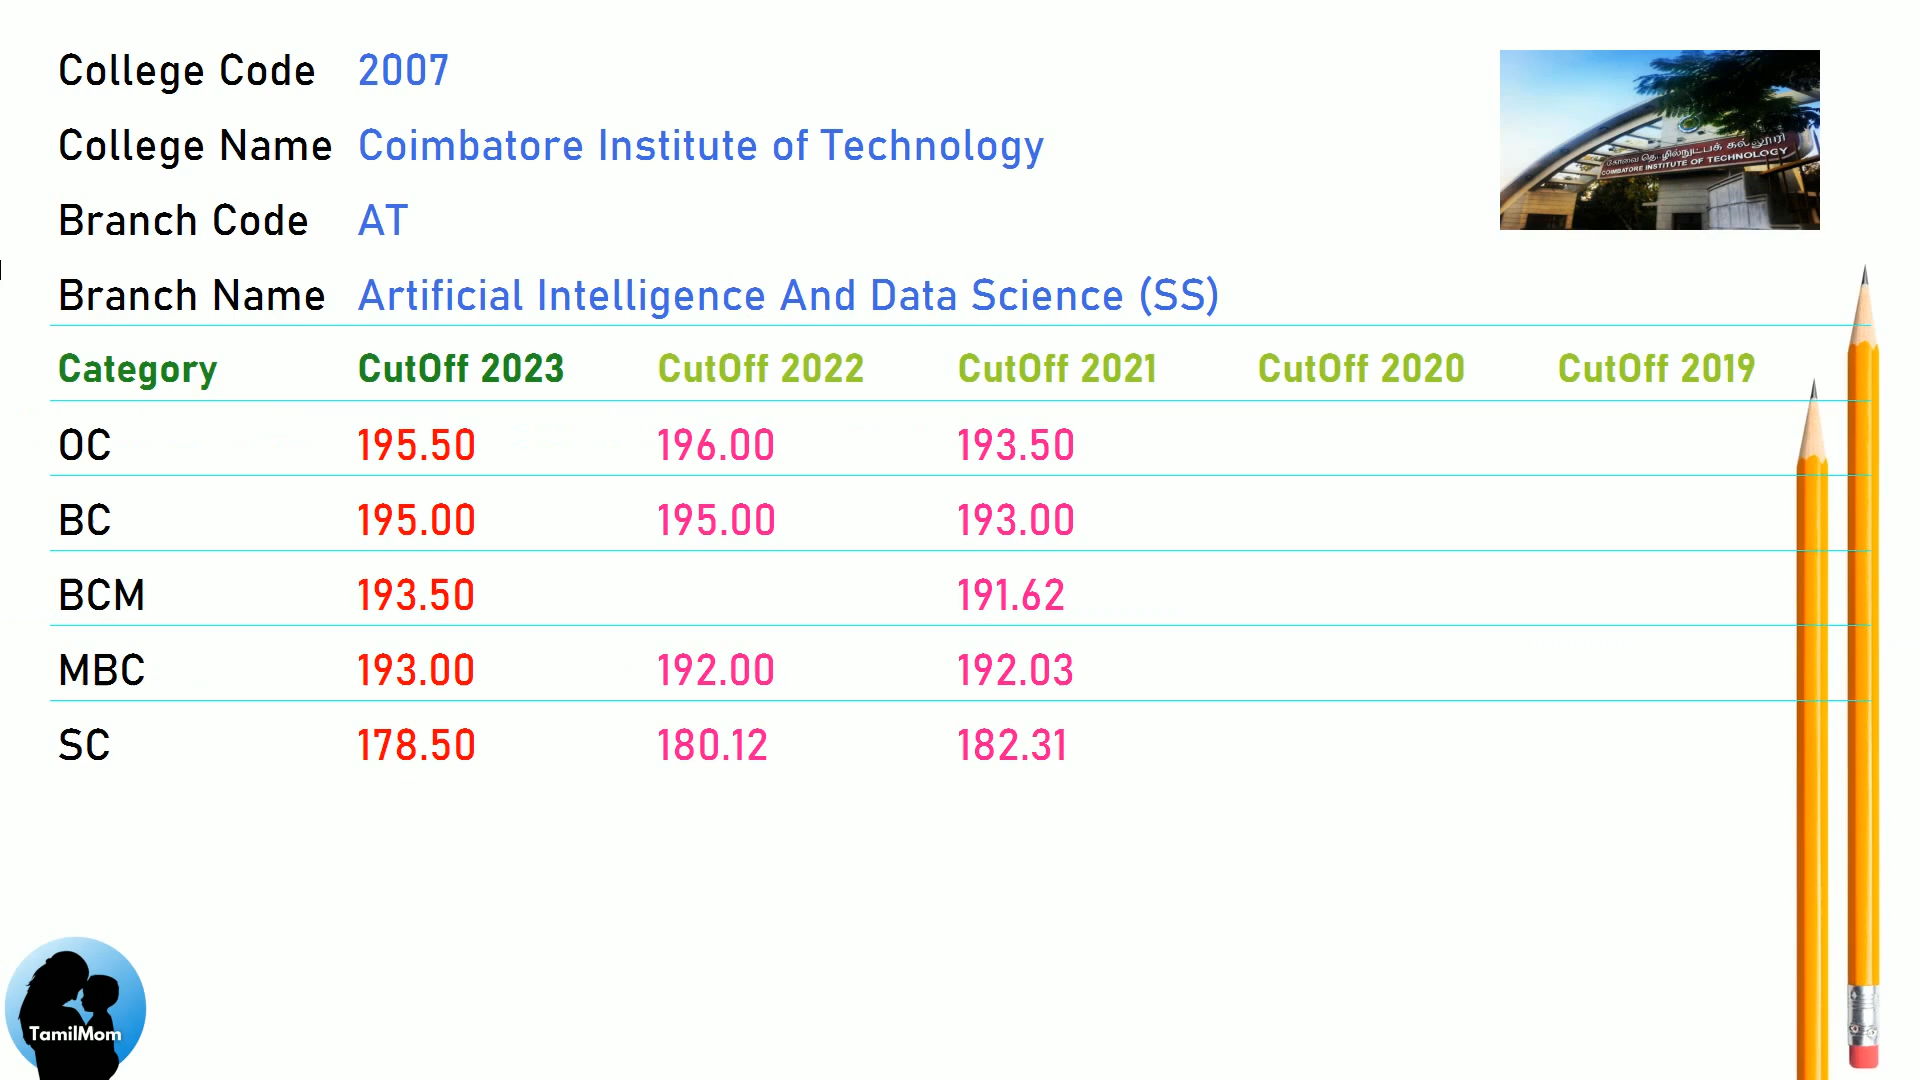 College Code 2007
College Name Coimbatore Institute of Technology
Branch Code AT
Branch Name Artificial Intelligence And Data Science (SS)
Category CutOff 2023 CutOff 2022 CutOff 2021 CutOff 2020 CutOff 2019
OC 195.50 196.00 193.50
BC 195.00 195.00 193.00
BCM 193.50 191.62
MBC 193.00 192.00 192.03
SC 178.50 180.12 182.31
கோவை தொழில்நுட்பக் கல்லூரி
COIMBATORE INSTITUTE OF TECHNOLOGY
TamilMom